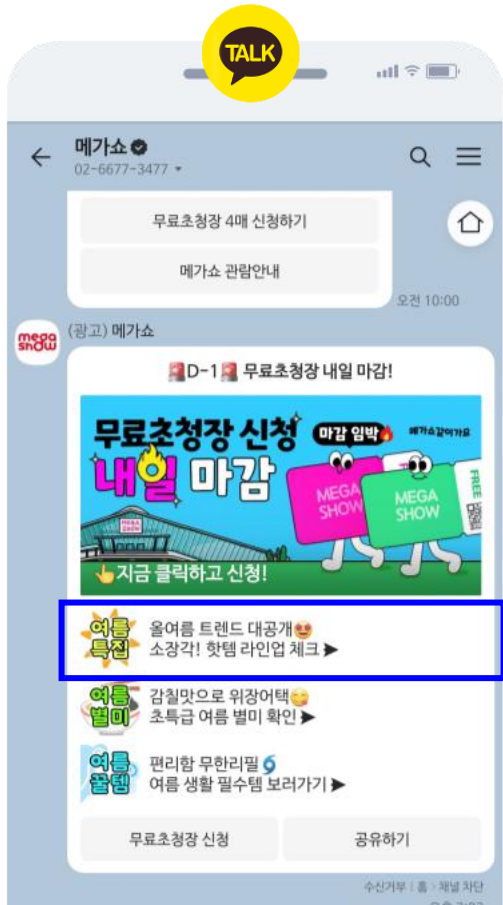 TALK
메가쇼
02-6677-3477
무료초청장 4매 신청하기
메가쇼 관람안내
오전 10:00
mega show
(광고) 메가쇼
D-1 무료초청장 내일 마감!
무료초청장 신청 마감 임박 메가쇼같이가요
내일 마감
MEGA SHOW
MEGA SHOW
FREE
MEGA SHOW
지금 클릭하고 신청!
여름 특집
올여름 트렌드 대공개
소장각! 핫템 라인업 체크 ➤
여름 별미
감칠맛으로 위장어택
초특급 여름 별미 확인 ➤
여름 꿀템
편리함 무한리필
여름 생활 필수템 보러가기 ➤
무료초청장 신청
공유하기
수신거부 | 홈 > 채널 차단